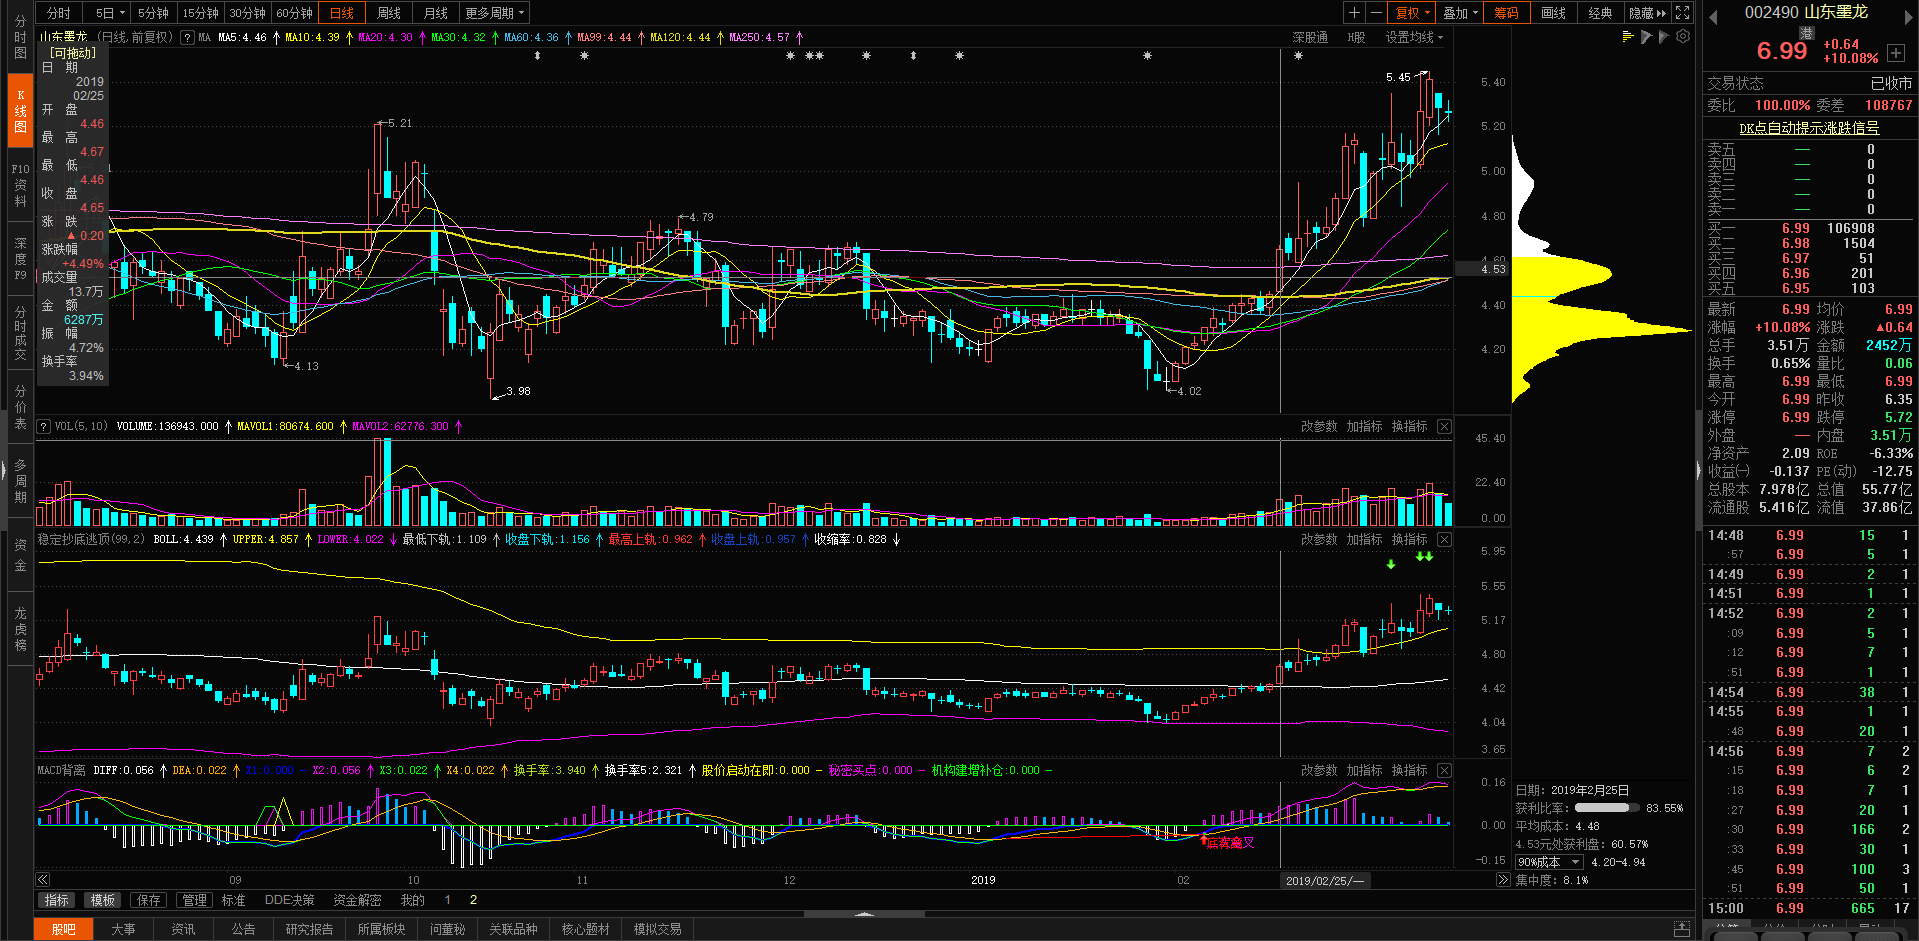 分时 5日 5分钟 15分钟 30分钟 60分钟 日线 周线 月线 更多周期
复权 叠加 筹码 画线 经典 隐藏
山东墨龙 (日线,前复权) ? MA MA5:4.46 MA10:4.39 MA20:4.30 MA30:4.32 MA60:4.36 MA99:4.44 MA120:4.44 MA250:4.57
深股通 H股 设置均线
分时图
K线图
F10资料
深度F9
分时成交
分价表
多周期
资金
龙虎榜
[可拖动]
日 期
2019
02/25
开 盘
4.46
最 高
4.67
最 低
4.46
收 盘
4.65
涨 跌
▲0.20
涨跌幅
+4.49%
成交量
13.7万
金 额
6287万
振 幅
4.72%
换手率
3.94%
5.45
5.21
4.79
4.13
3.98
4.02
5.40
5.20
5.00
4.80
4.60
4.53
4.40
4.20
? VOL(5,10) VOLUME:136943.000 MAVOL1:80674.600 MAVOL2:62776.300
改参数 加指标 换指标
45.40
22.40
0.00
稳定抄底逃顶(99,2) BOLL:4.439 UPPER:4.857 LOWER:4.022 最低下轨:1.109 收盘下轨:1.156 最高上轨:0.962 收盘上轨:0.957 收缩率:0.828
改参数 加指标 换指标
5.95
5.55
5.17
4.80
4.42
4.04
3.65
MACD背离 DIFF:0.056 DEA:0.022 X1:0.000 X2:0.056 X3:0.022 X4:0.022 换手率:3.940 换手率5:2.321 股价启动在即:0.000 秘密买点:0.000 机构建增补仓:0.000
改参数 加指标 换指标
0.16
0.00
-0.15
09 10 11 12 2019 02 2019/02/25/一
指标 模板 保存 管理 标准 DDE决策 资金解密 我的 1 2
股吧 大事 资讯 公告 研究报告 所属板块 问董秘 关联品种 核心题材 模拟交易
日期: 2019年2月25日
获利比率: 83.55%
平均成本: 4.48
4.53元处获利盘: 60.57%
90%成本 4.20-4.94
集中度: 8.1%
002490 山东墨龙
港
6.99 +0.64
+10.08%
交易状态 已收市
委比 100.00% 委差 108767
DK点自动提示涨跌信号
卖五 — 0
卖四 — 0
卖三 — 0
卖二 — 0
卖一 — 0
买一 6.99 106908
买二 6.98 1504
买三 6.97 51
买四 6.96 201
买五 6.95 103
最新 6.99 均价 6.99
涨幅 +10.08% 涨跌 ▲0.64
总手 3.51万 金额 2452万
换手 0.65% 量比 0.06
最高 6.99 最低 6.99
今开 6.99 昨收 6.35
涨停 6.99 跌停 5.72
外盘 — 内盘 3.51万
净资产 2.09 ROE -6.33%
收益(一) -0.137 PE(动) -12.75
总股本 7.978亿 总值 55.77亿
流通股 5.416亿 流值 37.86亿
14:48 6.99 15 1
:57 6.99 5 1
14:49 6.99 2 1
14:51 6.99 1 1
14:52 6.99 2 1
:09 6.99 5 1
:12 6.99 7 1
:51 6.99 1 1
14:54 6.99 38 1
14:55 6.99 1 1
:48 6.99 20 1
14:56 6.99 7 2
:15 6.99 6 2
:18 6.99 7 1
:27 6.99 20 1
:30 6.99 166 2
:33 6.99 30 1
:45 6.99 100 3
:51 6.99 50 1
15:00 6.99 665 17